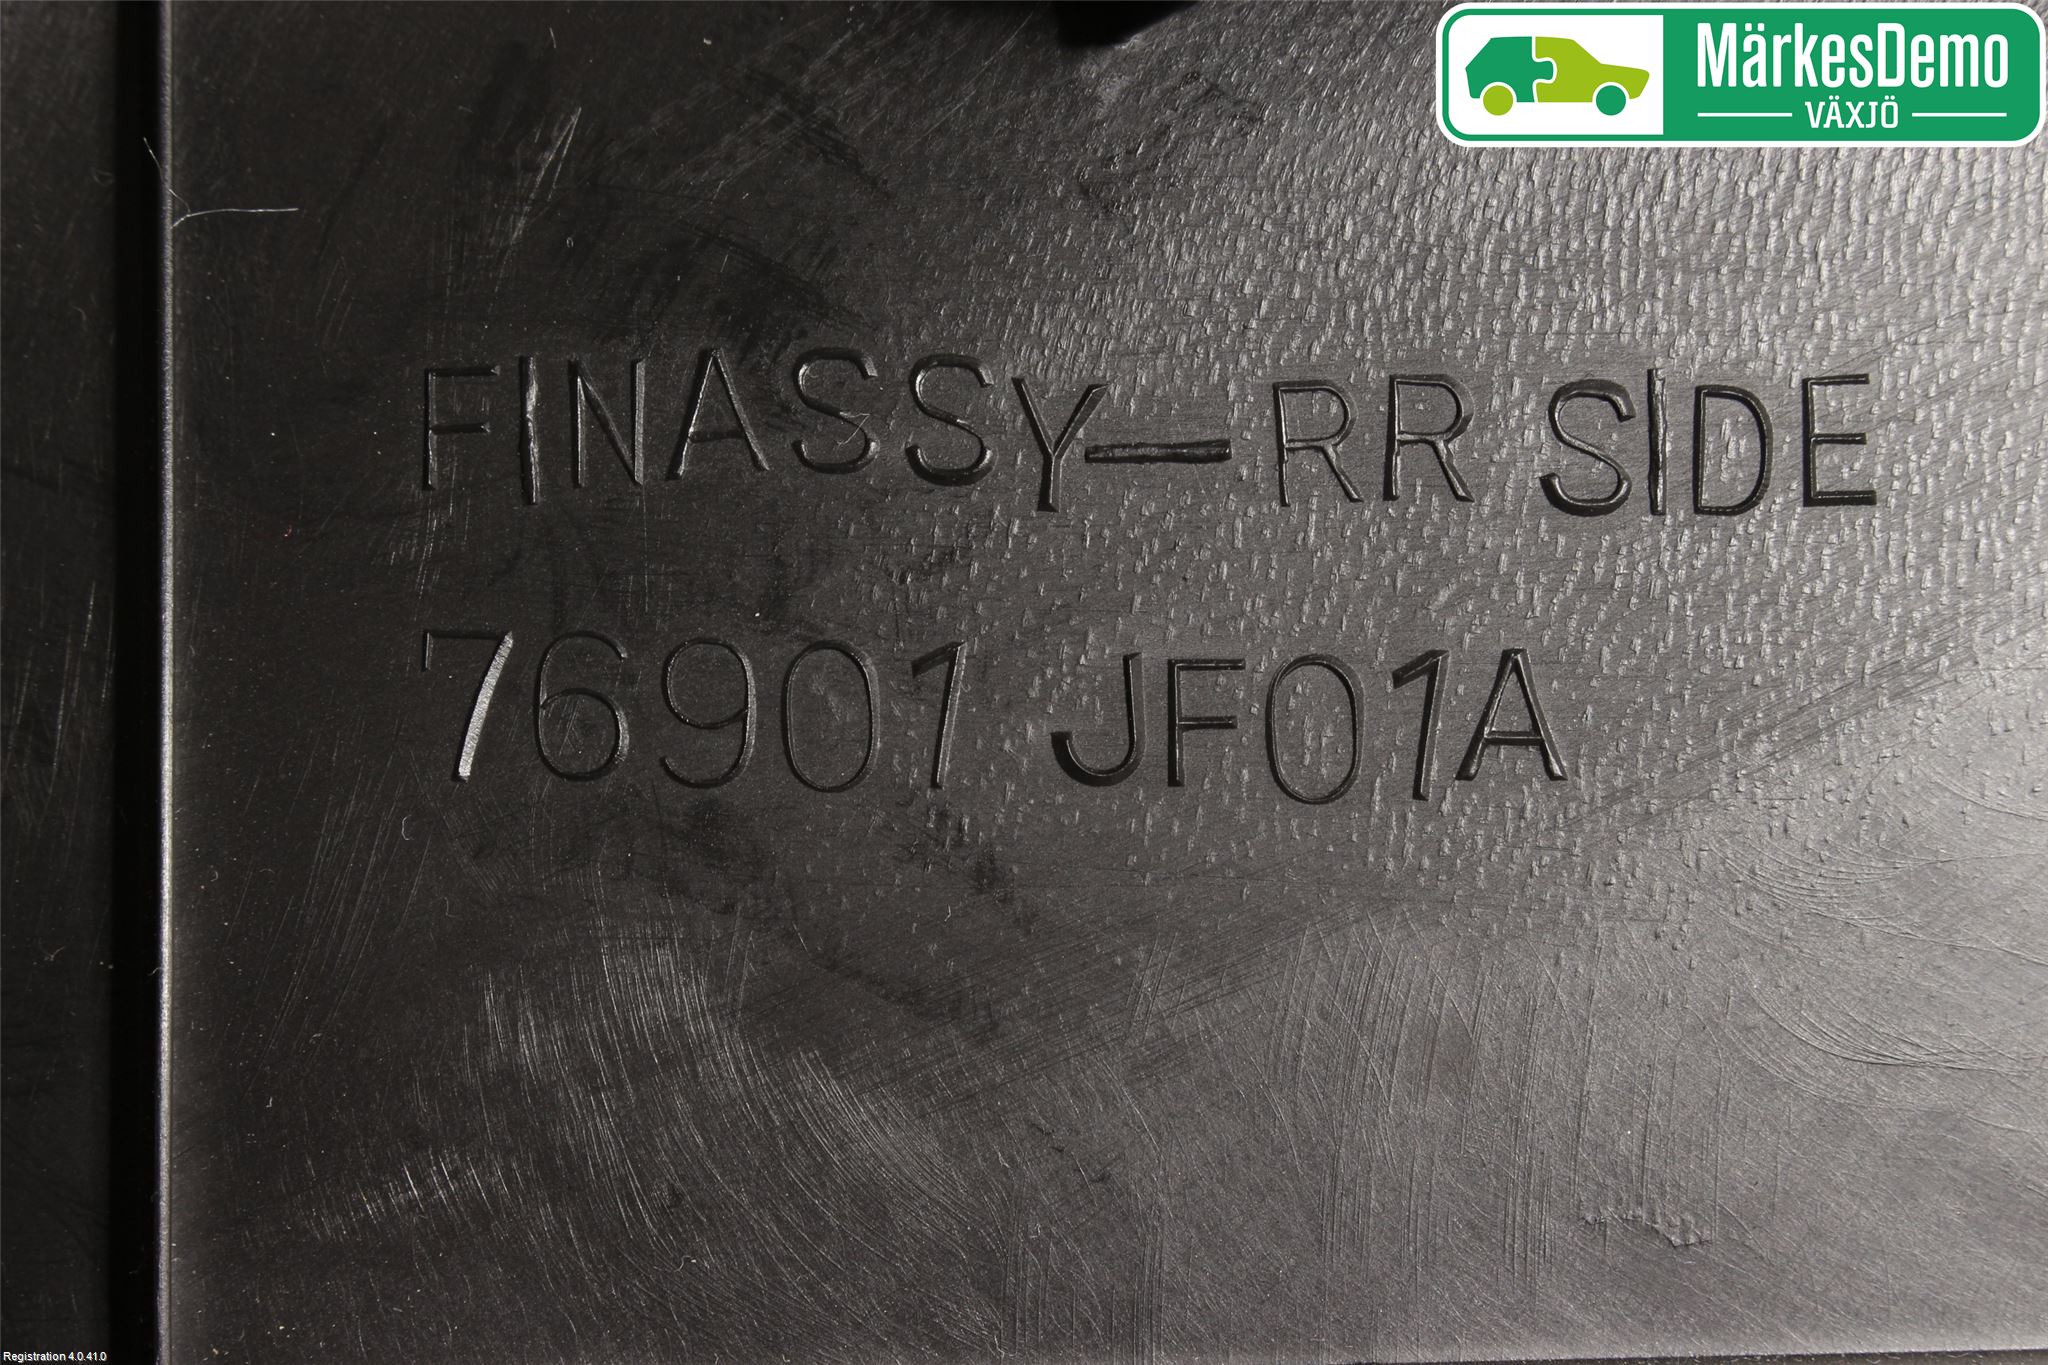 MärkesDemo
VÄXJÖ
FINASSY-RR SIDE
76901 JF01A
Registration 4.0.41.0